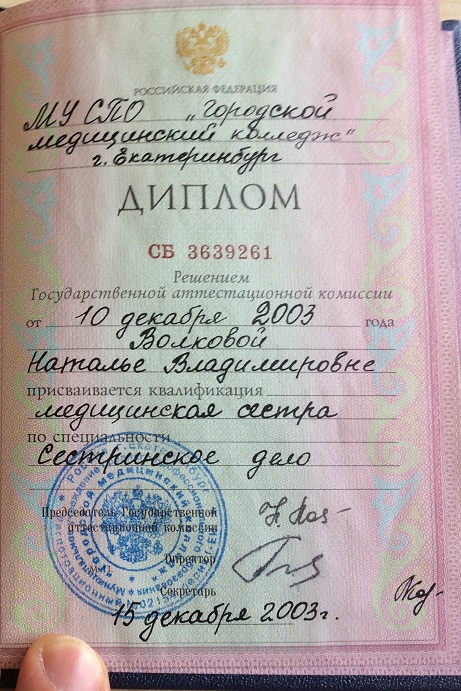 РОССИЙСКАЯ ФЕДЕРАЦИЯ
МУ СПО „Городской
медицинский колледж"
г. Екатеринбург
ДИПЛОМ
СБ 3639261
Решением
Государственной аттестационной комиссии
от 10 декабря 2003 года
Волковой
Наталье Владимировне
присваивается квалификация
медицинская сестра
по специальности
Сестринское дело
Председатель Государственной
аттестационной комиссии
Директор
М.П.
Секретарь
15 декабря 2003г.